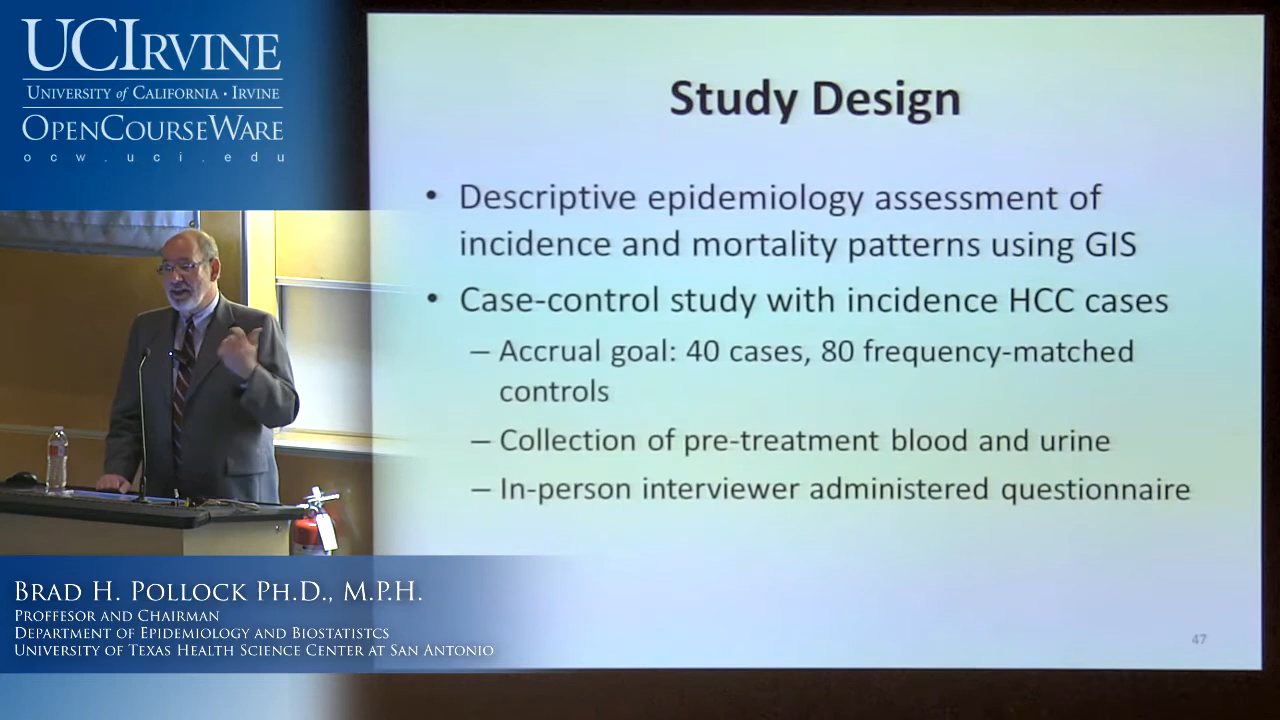 UCIRVINE
UNIVERSITY of CALIFORNIA · IRVINE
OPENCOURSEWARE
ocw.uci.edu
Study Design
• Descriptive epidemiology assessment of
incidence and mortality patterns using GIS
• Case-control study with incidence HCC cases
– Accrual goal: 40 cases, 80 frequency-matched
controls
– Collection of pre-treatment blood and urine
– In-person interviewer administered questionnaire
47
BRAD H. POLLOCK PH.D., M.P.H.
PROFFESOR AND CHAIRMAN
DEPARTMENT OF EPIDEMIOLOGY AND BIOSTATISTCS
UNIVERSITY OF TEXAS HEALTH SCIENCE CENTER AT SAN ANTONIO